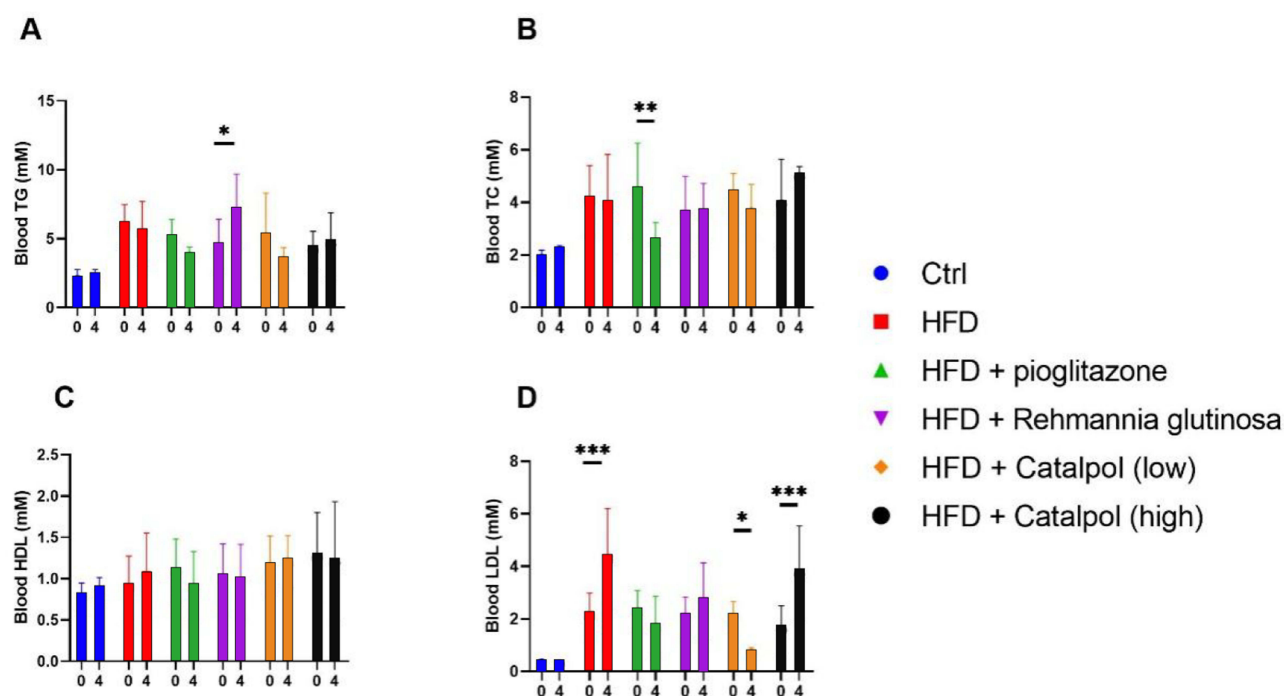 A
B
15
10
5
0
Blood TG (mM)
*
0 4 0 4 0 4 0 4 0 4 0 4
8
6
4
2
0
Blood TC (mM)
**
0 4 0 4 0 4 0 4 0 4 0 4
C
D
2.5
2.0
1.5
1.0
0.5
0.0
Blood HDL (mM)
0 4 0 4 0 4 0 4 0 4 0 4
8
6
4
2
0
Blood LDL (mM)
***
*
***
0 4 0 4 0 4 0 4 0 4 0 4
Ctrl
HFD
HFD + pioglitazone
HFD + Rehmannia glutinosa
HFD + Catalpol (low)
HFD + Catalpol (high)